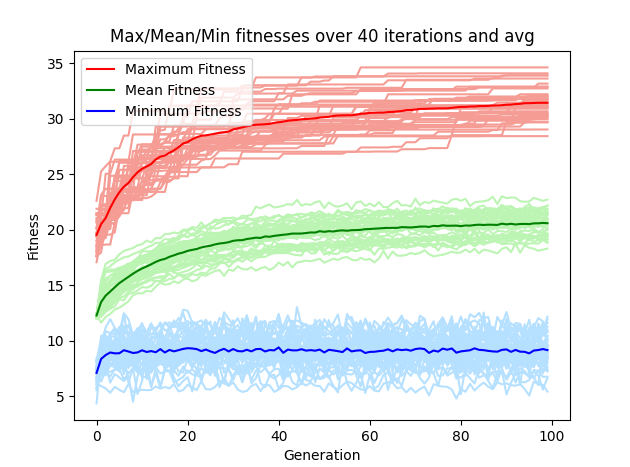 Max/Mean/Min fitnesses over 40 iterations and avg
Maximum Fitness
Mean Fitness
Minimum Fitness
35
30
25
20
15
10
5
Fitness
0
20
40
60
80
100
Generation